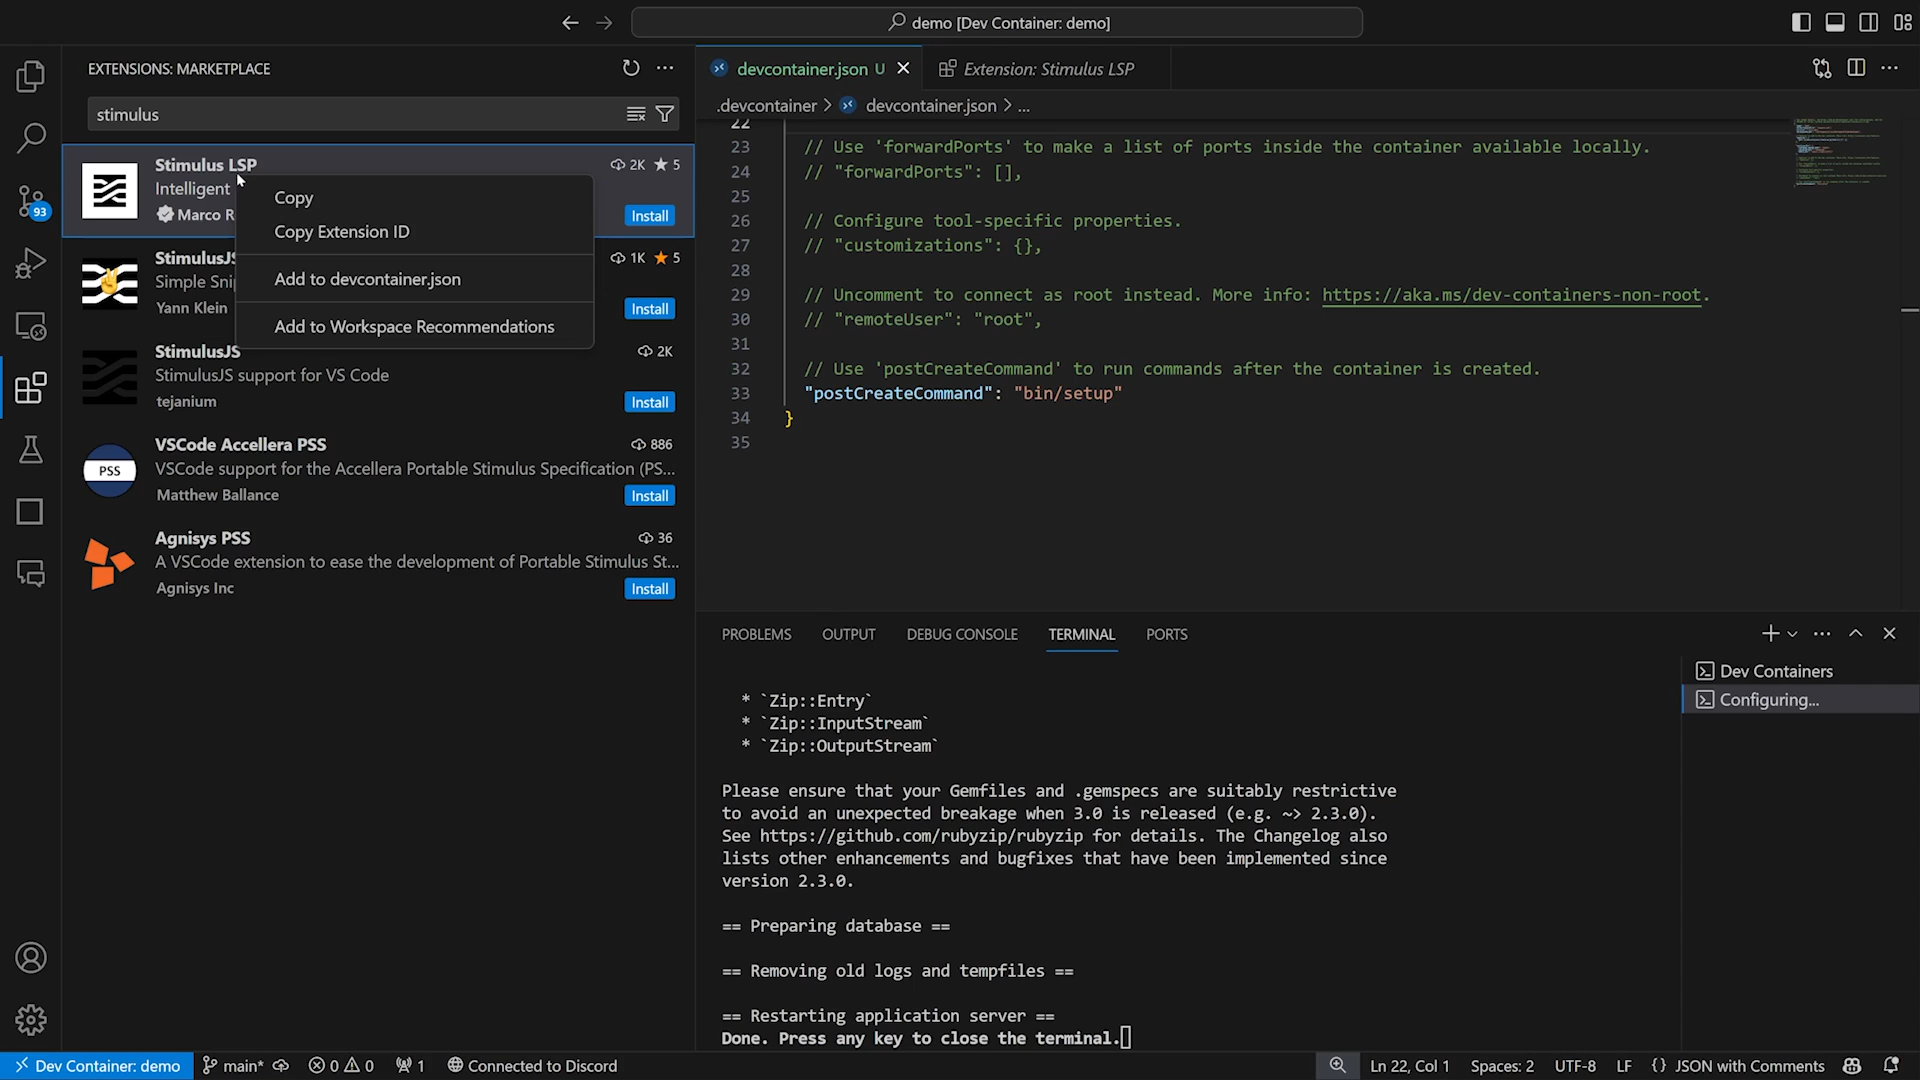 demo [Dev Container: demo]
EXTENSIONS: MARKETPLACE
stimulus
Stimulus LSP
2K
5
Intelligent
Marco R
Install
Copy
Copy Extension ID
Add to devcontainer.json
Add to Workspace Recommendations
StimulusJS
1K
5
Simple Sni
Yann Klein
Install
StimulusJS
2K
StimulusJS support for VS Code
tejanium
Install
VSCode Accellera PSS
886
PSS
VSCode support for the Accellera Portable Stimulus Specification (PS...
Matthew Ballance
Install
Agnisys PSS
36
A VSCode extension to ease the development of Portable Stimulus St...
Agnisys Inc
Install
93
devcontainer.json U
Extension: Stimulus LSP
.devcontainer > devcontainer.json > ...
22
23 // Use 'forwardPorts' to make a list of ports inside the container available locally.
24 // "forwardPorts": [],
25
26 // Configure tool-specific properties.
27 // "customizations": {},
28
29 // Uncomment to connect as root instead. More info: https://aka.ms/dev-containers-non-root.
30 // "remoteUser": "root",
31
32 // Use 'postCreateCommand' to run commands after the container is created.
33 "postCreateCommand": "bin/setup"
34 }
35
PROBLEMS OUTPUT DEBUG CONSOLE TERMINAL PORTS
Dev Containers
Configuring...
* `Zip::Entry`
* `Zip::InputStream`
* `Zip::OutputStream`
Please ensure that your Gemfiles and .gemspecs are suitably restrictive
to avoid an unexpected breakage when 3.0 is released (e.g. ~> 2.3.0).
See https://github.com/rubyzip/rubyzip for details. The Changelog also
lists other enhancements and bugfixes that have been implemented since
version 2.3.0.
== Preparing database ==
== Removing old logs and tempfiles ==
== Restarting application server ==
Done. Press any key to close the terminal.
Dev Container: demo main* 0 0 1 Connected to Discord Ln 22, Col 1 Spaces: 2 UTF-8 LF {} JSON with Comments